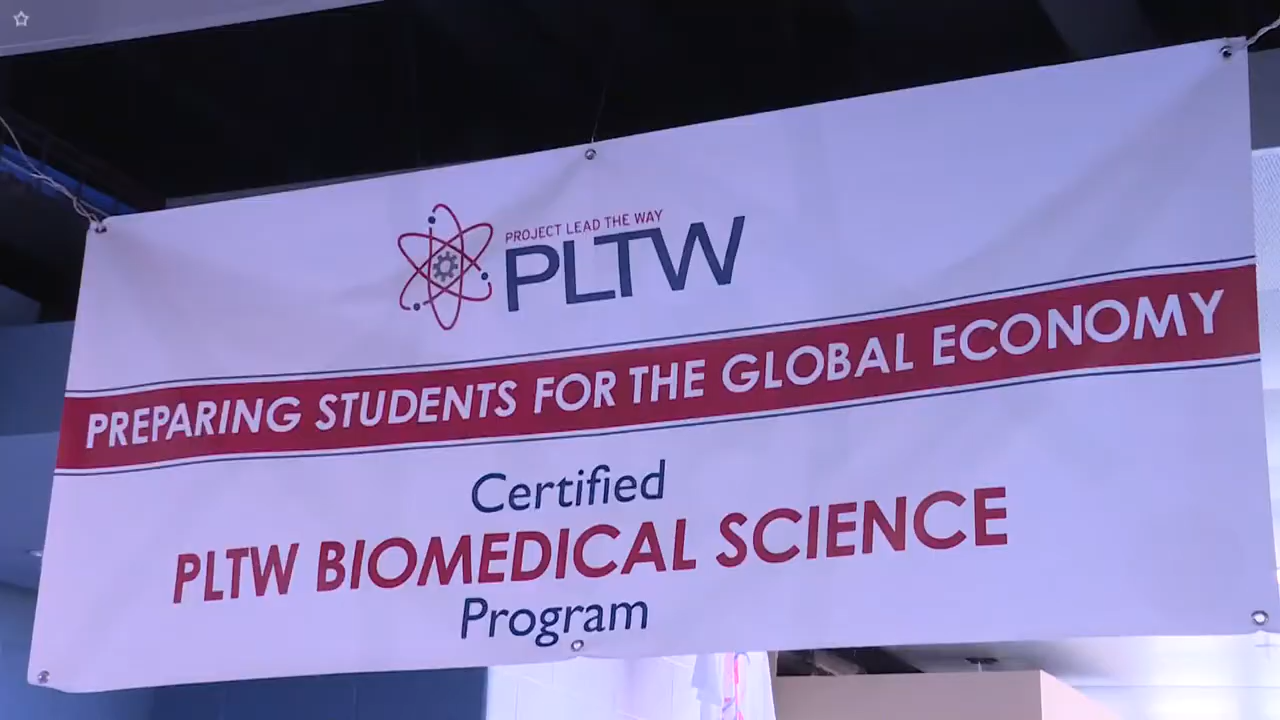 PROJECT LEAD THE WAY
PLTW
PREPARING STUDENTS FOR THE GLOBAL ECONOMY
Certified
PLTW BIOMEDICAL SCIENCE
Program